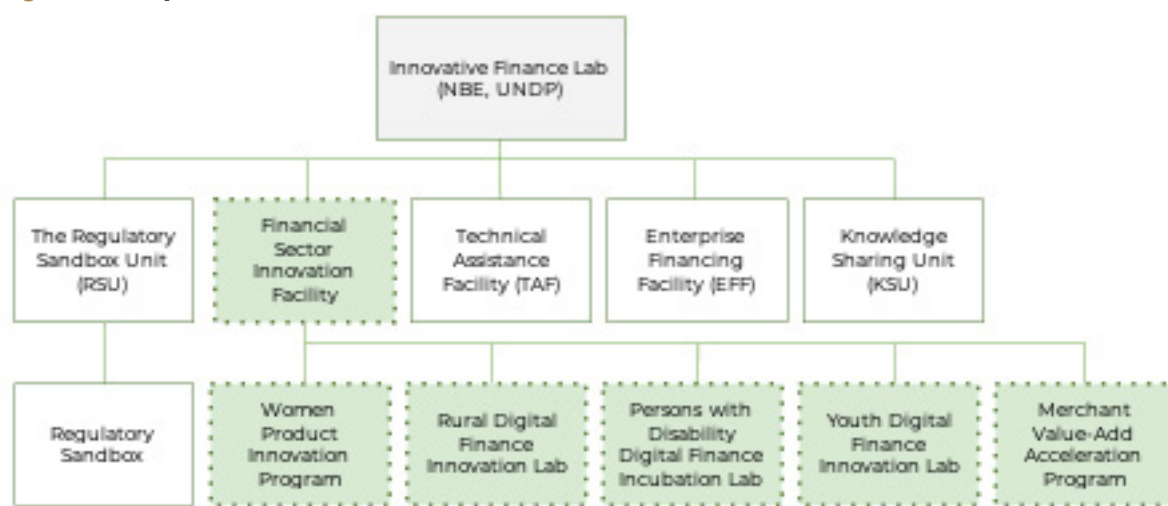 Innovative Finance Lab
(NBE, UNDP)
The Regulatory
Sandbox Unit
(RSU)
Financial
Sector
Innovation
Facility
Technical
Assistance
Facility (TAF)
Enterprise
Financing
Facility (EFF)
Knowledge
Sharing Unit
(KSU)
Regulatory
Sandbox
Women
Product
Innovation
Program
Rural Digital
Finance
Innovation Lab
Persons with
Disability
Digital Finance
Incubation Lab
Youth Digital
Finance
Innovation Lab
Merchant
Value-Add
Acceleration
Program